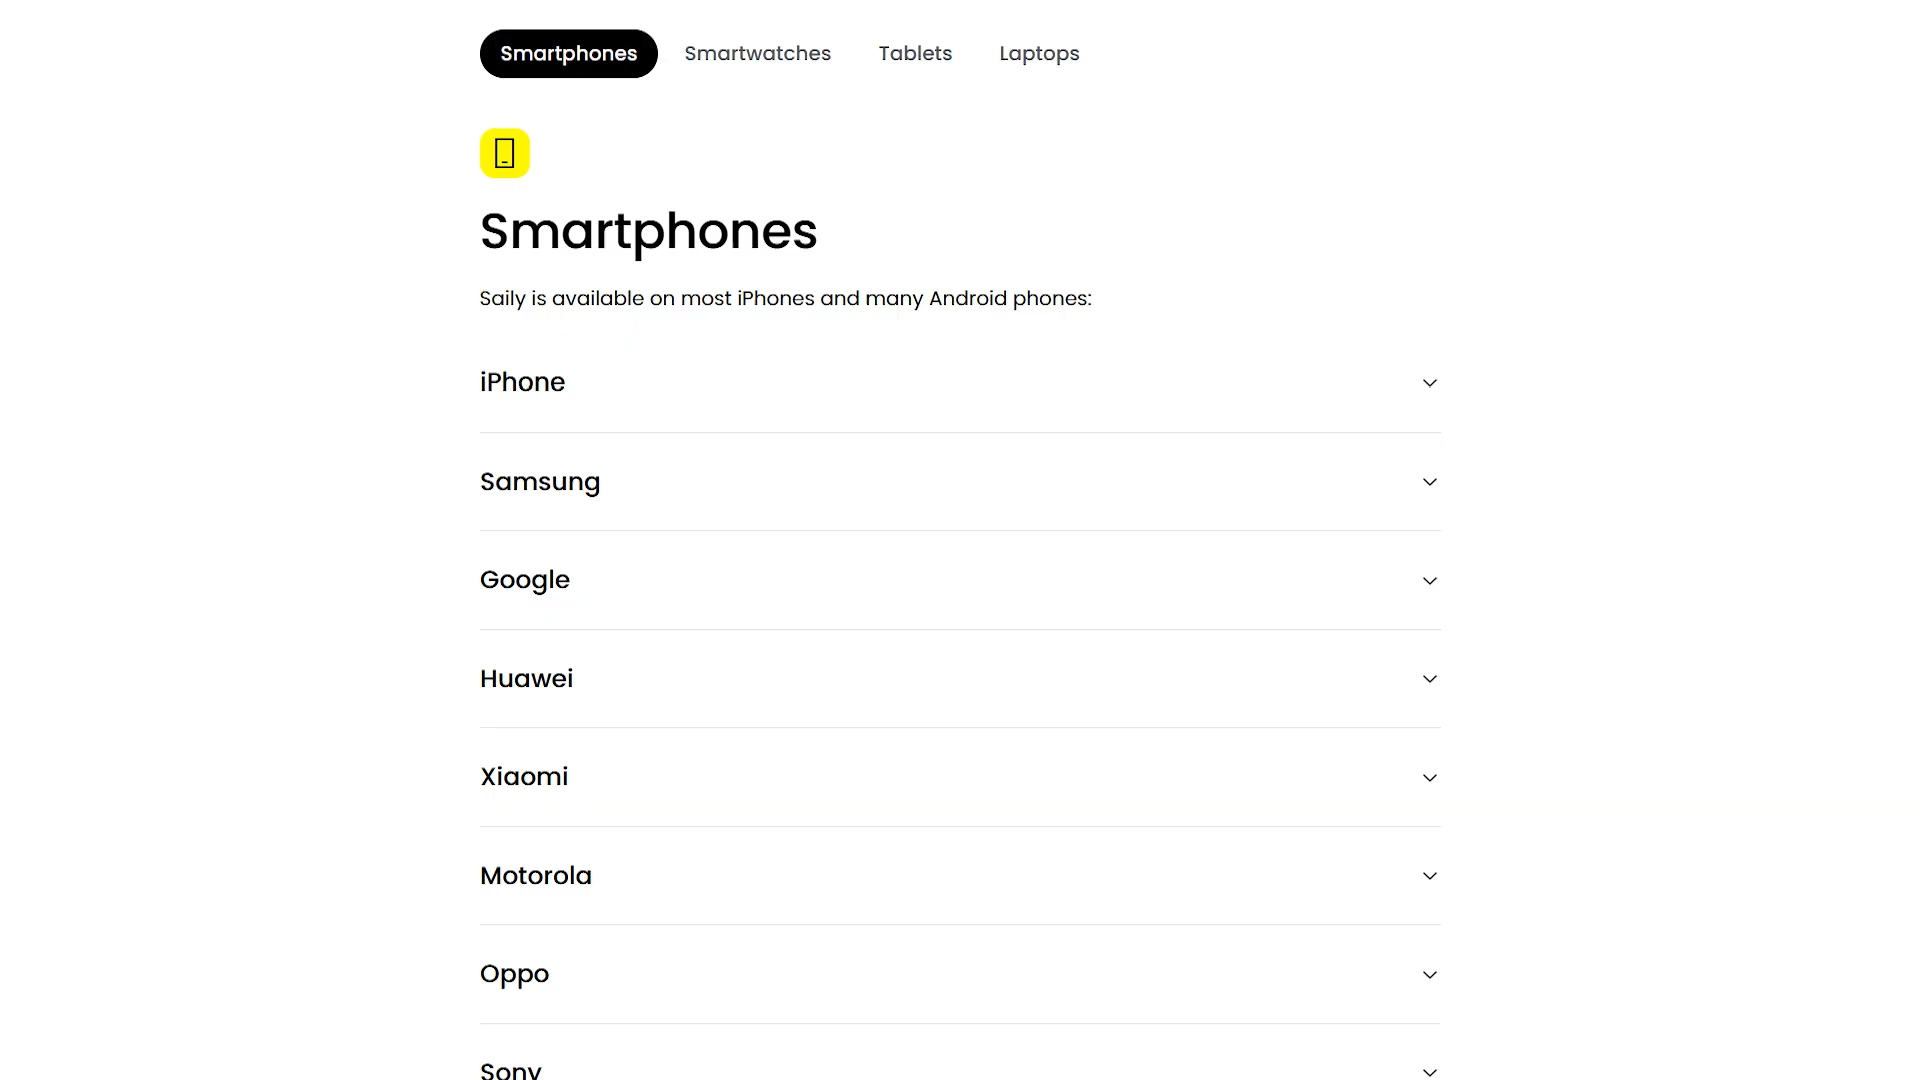 Smartphones Smartwatches Tablets Laptops
Smartphones
Saily is available on most iPhones and many Android phones:
iPhone
Samsung
Google
Huawei
Xiaomi
Motorola
Oppo
Sony